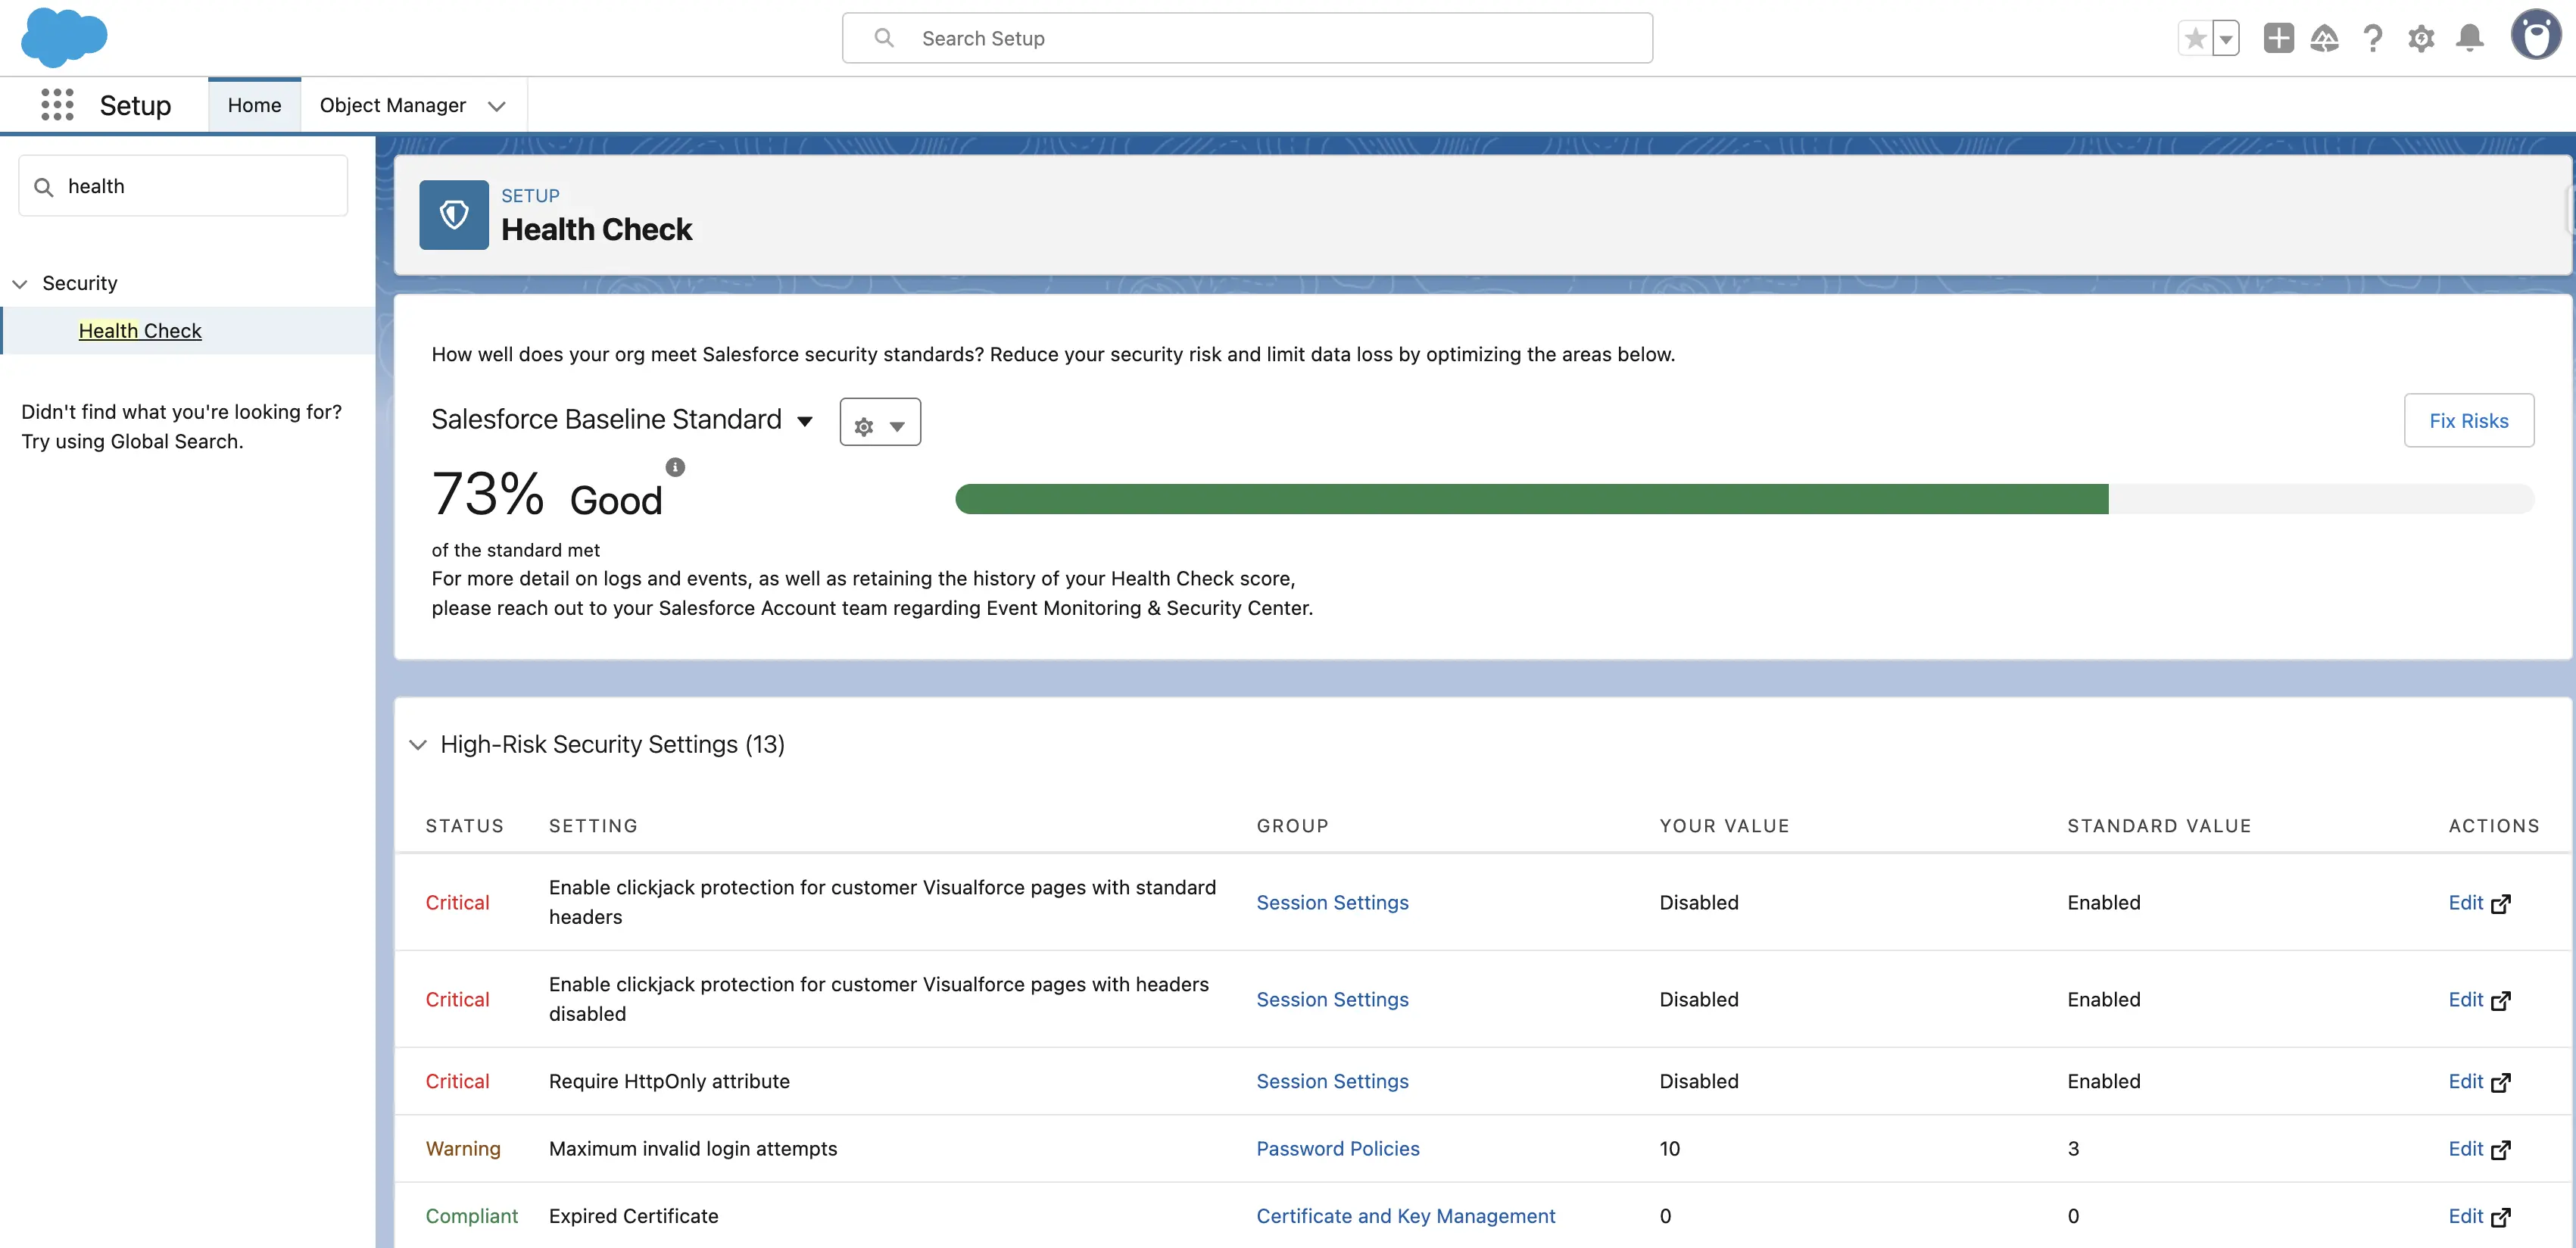 Search Setup
Setup
Home
Object Manager
health
Security
Health Check
Didn't find what you're looking for?
Try using Global Search.
SETUP
Health Check
How well does your org meet Salesforce security standards? Reduce your security risk and limit data loss by optimizing the areas below.
Salesforce Baseline Standard
Fix Risks
73% Good
of the standard met
For more detail on logs and events, as well as retaining the history of your Health Check score,
please reach out to your Salesforce Account team regarding Event Monitoring & Security Center.
High-Risk Security Settings (13)
STATUS SETTING GROUP YOUR VALUE STANDARD VALUE ACTIONS
Enable clickjack protection for customer Visualforce pages with standard
Critical headers Session Settings Disabled Enabled Edit
Enable clickjack protection for customer Visualforce pages with headers
Critical disabled Session Settings Disabled Enabled Edit
Critical Require HttpOnly attribute Session Settings Disabled Enabled Edit
Warning Maximum invalid login attempts Password Policies 10 3 Edit
Compliant Expired Certificate Certificate and Key Management 0 0 Edit